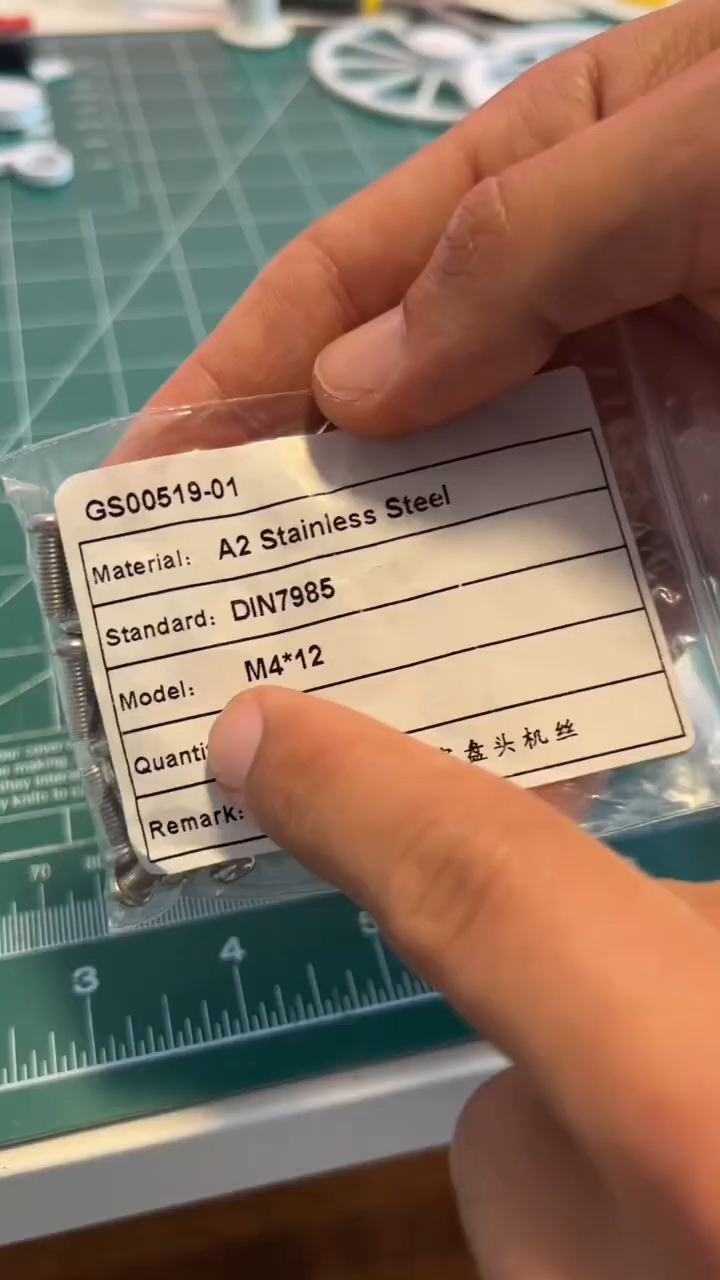 GS00519-01
Material: A2 Stainless Steel
Standard: DIN7985
Model: M4*12
Remark: 盘头机丝
70
3 4 5